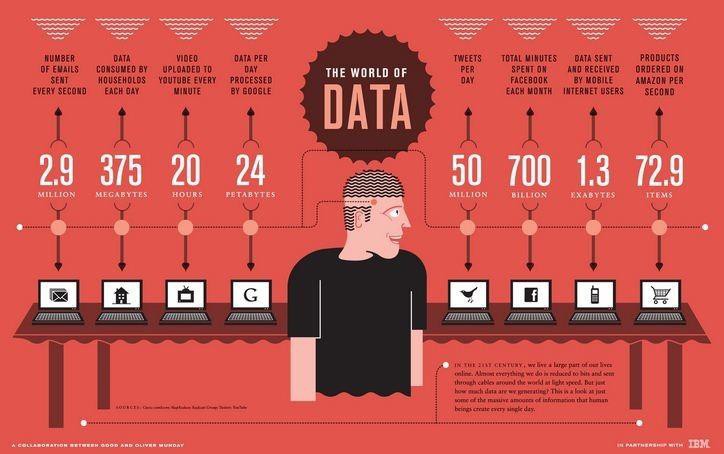 THE WORLD OF
DATA
NUMBER
OF EMAILS
SENT
EVERY SECOND
2.9
MILLION
DATA
CONSUMED BY
HOUSEHOLDS
EACH DAY
375
MEGABYTES
VIDEO
UPLOADED TO
YOUTUBE EVERY
MINUTE
20
HOURS
DATA PER
DAY
PROCESSED
BY GOOGLE
24
PETABYTES
TWEETS
PER
DAY
50
MILLION
TOTAL MINUTES
SPENT ON
FACEBOOK
EACH MONTH
700
BILLION
DATA SENT
AND RECEIVED
BY MOBILE
INTERNET USERS
1.3
EXABYTES
PRODUCTS
ORDERED ON
AMAZON PER
SECOND
72.9
ITEMS
G
f
IN THE 21ST CENTURY, we live a large part of our lives
online. Almost everything we do is reduced to bits and sent
through cables around the world at light speed. But just
how much data are we generating? This is a look at just
some of the massive amounts of information that human
beings create every single day.
SOURCES: Cisco; comScore; MapReduce; Radicati Group; Twitter; YouTube
A COLLABORATION BETWEEN GOOD AND OLIVER MUNDAY
IN PARTNERSHIP WITH IBM.